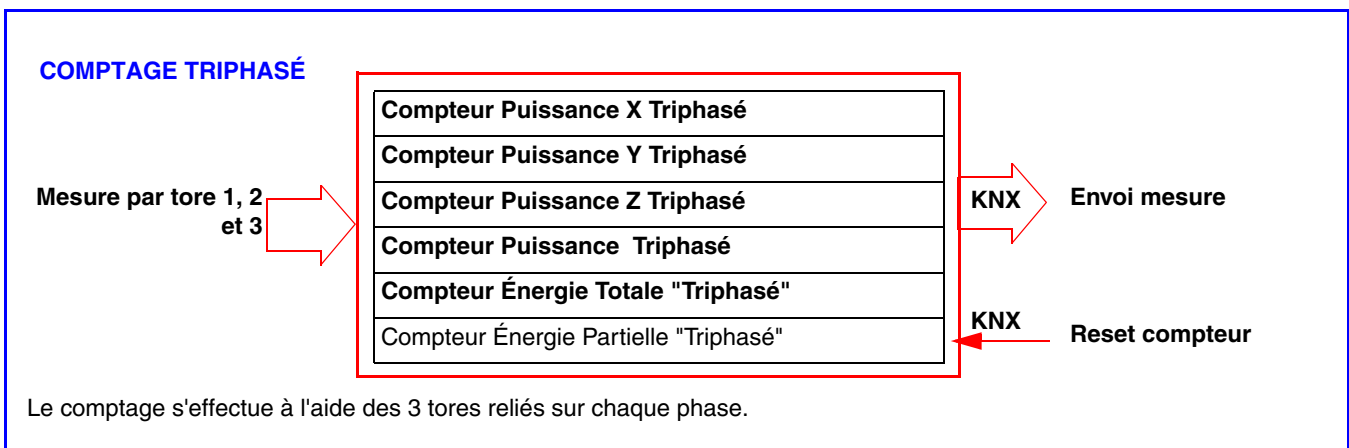 COMPTAGE TRIPHASÉ
Compteur Puissance X Triphasé
Compteur Puissance Y Triphasé
Mesure par tore 1, 2
et 3
Compteur Puissance Z Triphasé
KNX
Envoi mesure
Compteur Puissance Triphasé
Compteur Énergie Totale "Triphasé"
Compteur Énergie Partielle "Triphasé"
KNX
Reset compteur
Le comptage s'effectue à l'aide des 3 tores reliés sur chaque phase.